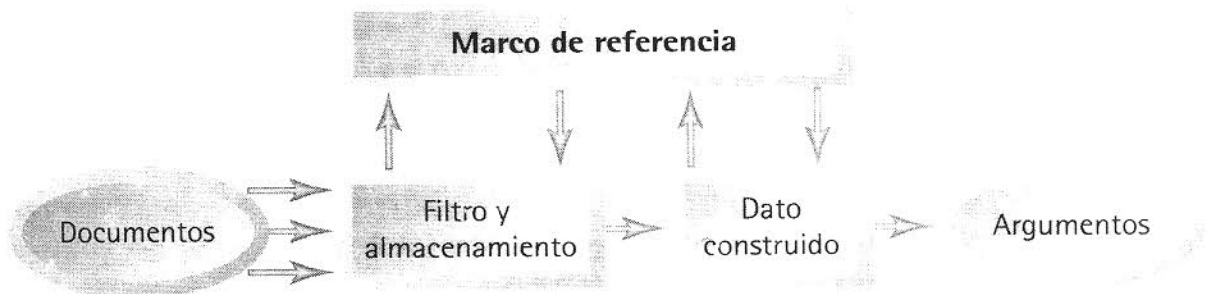 Marco de referencia
Documentos
Filtro y
almacenamiento
Dato
construido
Argumentos